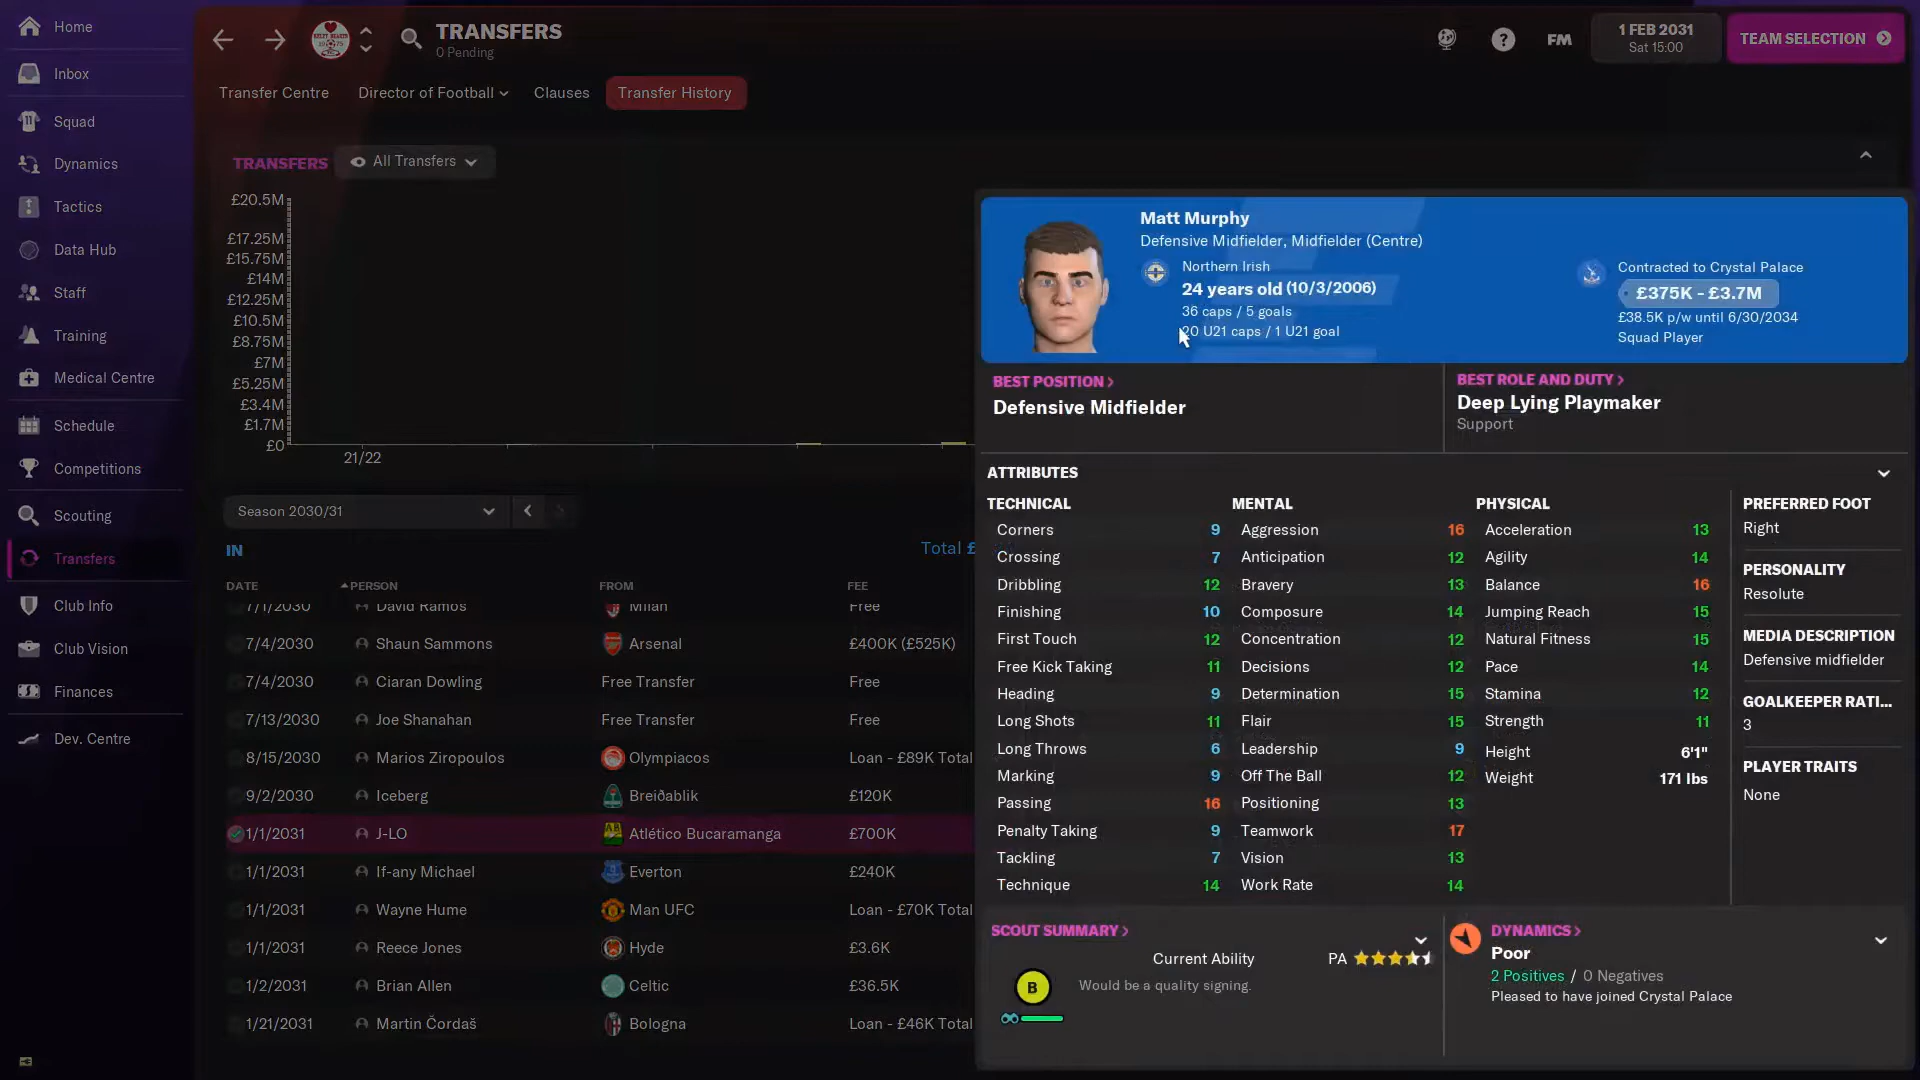 Home
Inbox
Squad
Dynamics
Tactics
Data Hub
Staff
Training
Medical Centre
Schedule
Competitions
Scouting
Transfers
Club Info
Club Vision
Finances
Dev. Centre
TRANSFERS
0 Pending
FM
1 FEB 2031
Sat 15:00
TEAM SELECTION
Transfer Centre
Director of Football
Clauses
Transfer History
TRANSFERS
All Transfers
£20.5M
£17.25M
£15.75M
£14M
£12.25M
£10.5M
£8.75M
£7M
£5.25M
£3.4M
£1.7M
£0
21/22
Season 2030/31
IN
Total £
DATE PERSON FROM FEE
7/1/2030 David Ramos Milan Free
7/4/2030 Shaun Sammons Arsenal £400K (£525K)
7/4/2030 Ciaran Dowling Free Transfer Free
7/13/2030 Joe Shanahan Free Transfer Free
8/15/2030 Marios Ziropoulos Olympiacos Loan - £89K Total
9/2/2030 Iceberg Breiðablik £120K
1/1/2031 J-LO Atlético Bucaramanga £700K
1/1/2031 If-any Michael Everton £240K
1/1/2031 Wayne Hume Man UFC Loan - £70K Total
1/1/2031 Reece Jones Hyde £3.6K
1/2/2031 Brian Allen Celtic £36.5K
1/21/2031 Martin Čordaš Bologna Loan - £46K Total
Matt Murphy
Defensive Midfielder, Midfielder (Centre)
Northern Irish
24 years old (10/3/2006)
36 caps / 5 goals
20 U21 caps / 1 U21 goal
Contracted to Crystal Palace
£375K - £3.7M
£38.5K p/w until 6/30/2034
Squad Player
BEST POSITION >
Defensive Midfielder
BEST ROLE AND DUTY >
Deep Lying Playmaker
Support
ATTRIBUTES
TECHNICAL
Corners 9
Crossing 7
Dribbling 12
Finishing 10
First Touch 12
Free Kick Taking 11
Heading 9
Long Shots 11
Long Throws 6
Marking 9
Passing 16
Penalty Taking 9
Tackling 7
Technique 14
MENTAL
Aggression 16
Anticipation 12
Bravery 13
Composure 14
Concentration 12
Decisions 12
Determination 15
Flair 15
Leadership 9
Off The Ball 12
Positioning 13
Teamwork 17
Vision 13
Work Rate 14
PHYSICAL
Acceleration 13
Agility 14
Balance 16
Jumping Reach 15
Natural Fitness 15
Pace 14
Stamina 12
Strength 11
Height 6'1"
Weight 171 lbs
PREFERRED FOOT
Right
PERSONALITY
Resolute
MEDIA DESCRIPTION
Defensive midfielder
GOALKEEPER RATI...
3
PLAYER TRAITS
None
SCOUT SUMMARY >
Current Ability PA
B
Would be a quality signing.
DYNAMICS >
Poor
2 Positives / 0 Negatives
Pleased to have joined Crystal Palace